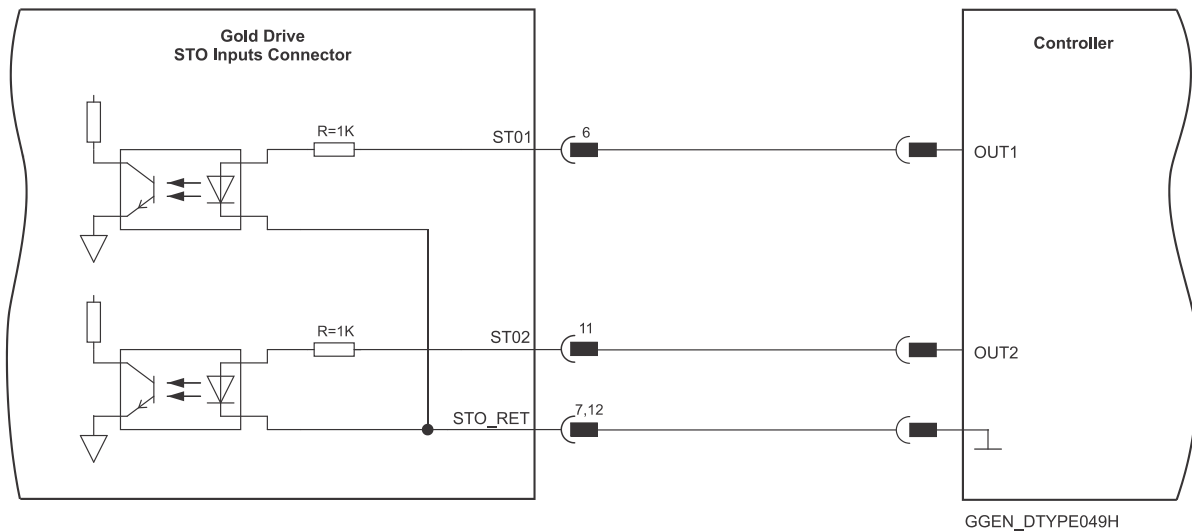 Gold Drive
STO Inputs Connector
Controller
R=1K
ST01
6
OUT1
R=1K
ST02
11
OUT2
STO_RET
7,12
GGEN_DTYPE049H